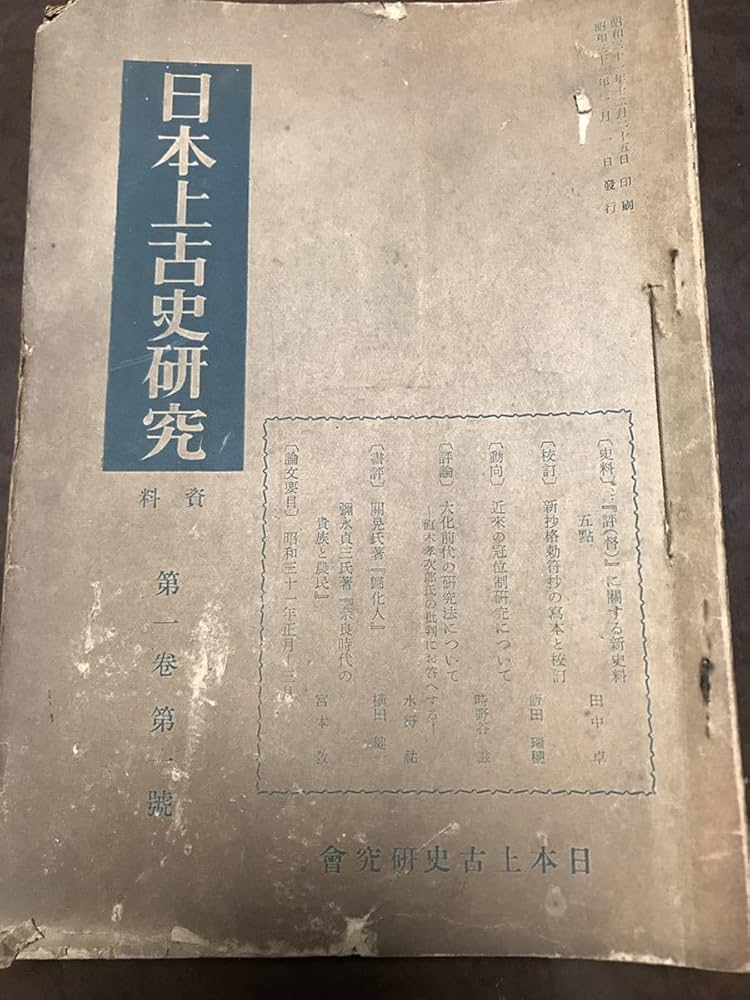 昭和三十一年十二月二十五日印刷
昭和三十二年一月一日發行
日本上古史研究
〔史料〕『評(督)』に關する新史料
五點
田中卓
〔校訂〕新抄格勅符抄の寫本と校訂
飯田瑞穗
〔動向〕近來の冠位制研究について
時野谷滋
〔評論〕大化前代の研究法について
―直木孝次郎氏の批判にお答へする―
水野祐
〔書評〕關晃氏著『歸化人』
橫田健一
彌永貞三氏著『奈良時代の
貴族と農民』
宮本救
〔論文要目〕昭和三十一年正月―三月
資料
第一卷第一號
日本上古史研究會